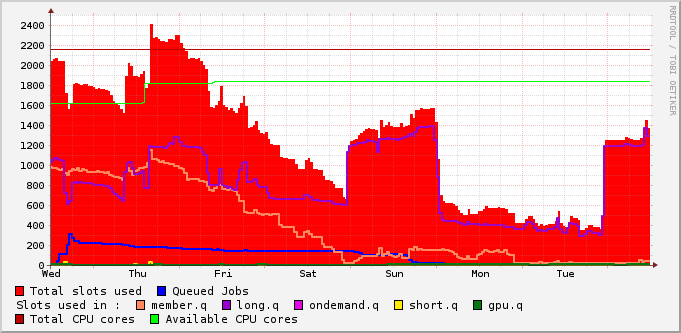 2400
2200
2000
1800
1600
1400
1200
1000
800
600
400
200
0
Wed Thu Fri Sat Sun Mon Tue
RRDTOOL / TOBI OETIKER
Total slots used Queued Jobs
Slots used in : member.q long.q ondemand.q short.q gpu.q
Total CPU cores Available CPU cores